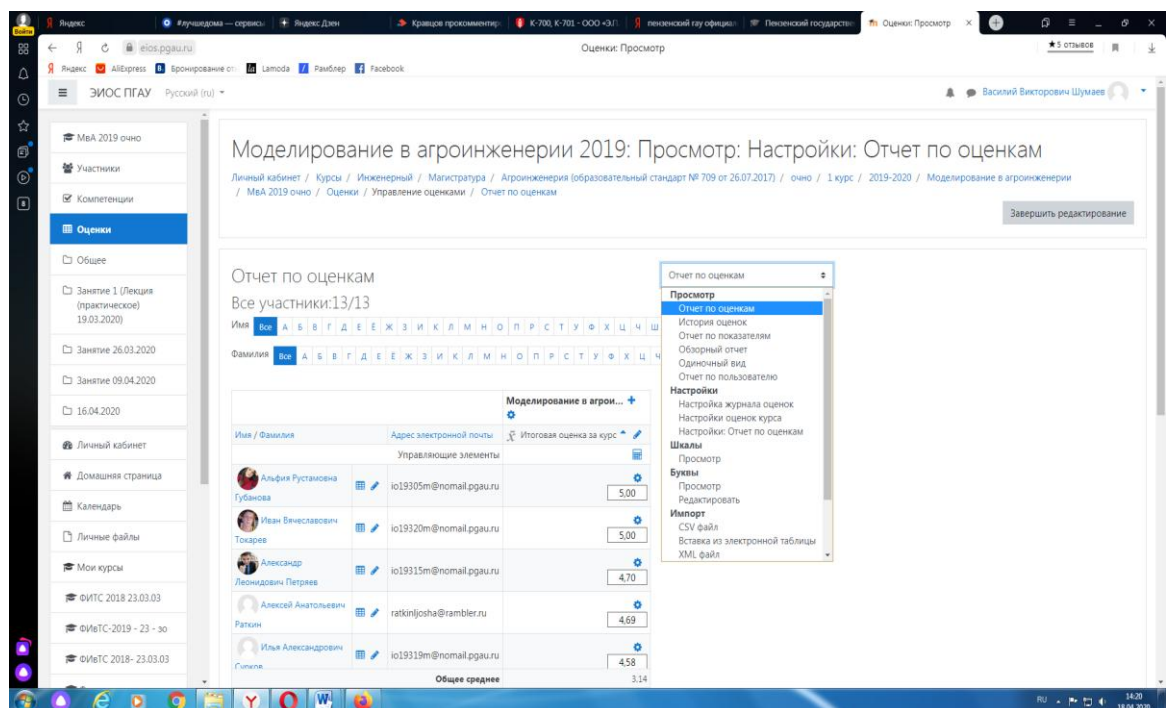 Войти
Яндекс
#лучшедома — сервисы
Яндекс Дзен
Кравцов прокомментир
К-700, К-701 - ООО «ЭЛ
пензенский гау официал
Пензенский государстве
Оценки: Просмотр
eios.pgau.ru
Оценки: Просмотр
★5 отзывов
Яндекс
AliExpress
Бронирование от
Lamoda
Рамблер
Facebook
ЭИОС ПГАУ
Русский (ru)
Василий Викторович Шумаев
МвА 2019 очно
Участники
Компетенции
Оценки
Общее
Занятие 1 (Лекция
(практическое)
19.03.2020)
Занятие 26.03.2020
Занятие 09.04.2020
16.04.2020
Личный кабинет
Домашняя страница
Календарь
Личные файлы
Мои курсы
ФИТС 2018 23.03.03
ФИвТС-2019 - 23 - зо
ФИвТС 2018- 23.03.03
Моделирование в агроинженерии 2019: Просмотр: Настройки: Отчет по оценкам
Личный кабинет / Курсы / Инженерный / Магистратура / Агроинженерия (образовательный стандарт № 709 от 26.07.2017) / очно / 1 курс / 2019-2020 / Моделирование в агроинженерии
/ МвА 2019 очно / Оценки / Управление оценками / Отчет по оценкам
Завершить редактирование
Отчет по оценкам
Все участники:13/13
Имя Все А Б В Г Д Е Ё Ж З И К Л М Н О П Р С Т У Ф Х Ц Ч Ш
Фамилия Все А Б В Г Д Е Ё Ж З И К Л М Н О П Р С Т У Ф Х Ц Ч
Моделирование в агрои...
Имя / Фамилия
Адрес электронной почты
Итоговая оценка за курс
Управляющие элементы
Альфия Рустамовна
Губанова
io19305m@nomail.pgau.ru
5,00
Иван Вячеславович
Токарев
io19320m@nomail.pgau.ru
5,00
Александр
Леонидович Петряев
io19315m@nomail.pgau.ru
4,70
Алексей Анатольевич
Раткин
ratkinljosha@rambler.ru
4,69
Илья Александрович
io19319m@nomail.pgau.ru
4,58
Общее среднее
3.14
Отчет по оценкам
Просмотр
Отчет по оценкам
История оценок
Отчет по показателям
Обзорный отчет
Одиночный вид
Отчет по пользователю
Настройки
Настройка журнала оценок
Настройки оценок курса
Настройки: Отчет по оценкам
Шкалы
Просмотр
Буквы
Просмотр
Редактировать
Импорт
CSV файл
Вставка из электронной таблицы
XML файл
RU
14:20
18.04.2020